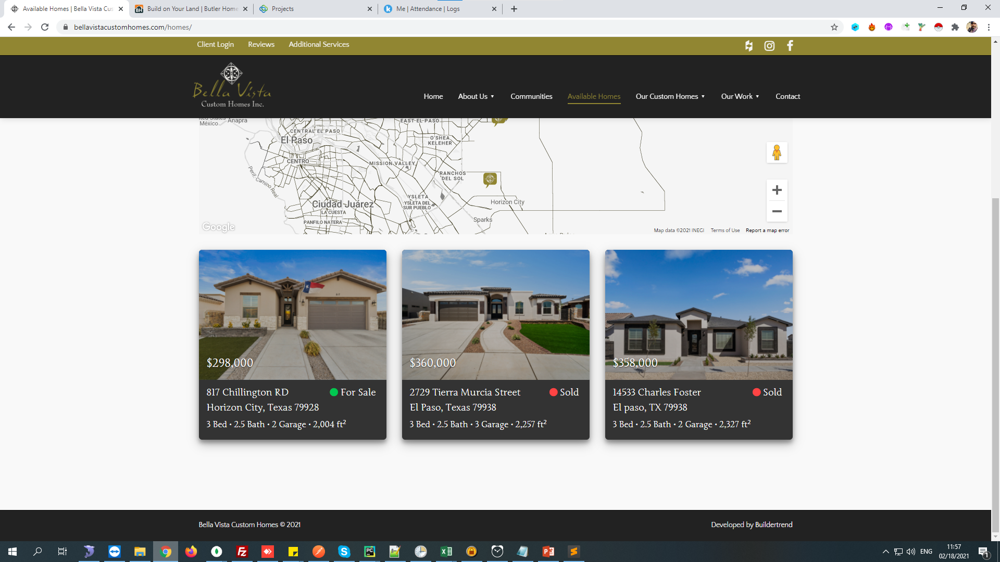 Available Homes | Bella Vista Cus
Build on Your Land | Butler Home
Projects
Me | Attendance | Logs
bellavistacustomhomes.com/homes/
Client Login
Reviews
Additional Services
Bella Vista
Custom Homes Inc.
Home
About Us
Communities
Available Homes
Our Custom Homes
Our Work
Contact
Anapra
México
EAST EL PASO
CENTRAL EL PASO
El Paso
O'SHEA
KELEHER
CENTRO
MISSION VALLEY
Perif. Camino Real
RANCHOS
DEL SOL
YSLETA
YSLETA DEL
SUR PUEBLO
Horizon City
Ciudad Juárez
LA CUESTA
PANFILO NATERA
Sparks
Google
Map data ©2021 INEGI
Terms of Use
Report a map error
817
$298,000
817 Chillington RD
For Sale
Horizon City, Texas 79928
3 Bed • 2.5 Bath • 2 Garage • 2,004 ft²
$360,000
2729 Tierra Murcia Street
Sold
El Paso, Texas 79938
3 Bed • 2.5 Bath • 3 Garage • 2,257 ft²
$358,000
14533 Charles Foster
Sold
El paso, TX 79938
3 Bed • 2.5 Bath • 2 Garage • 2,327 ft²
Bella Vista Custom Homes © 2021
Developed by Buildertrend
ENG
11:57
02/18/2021
1